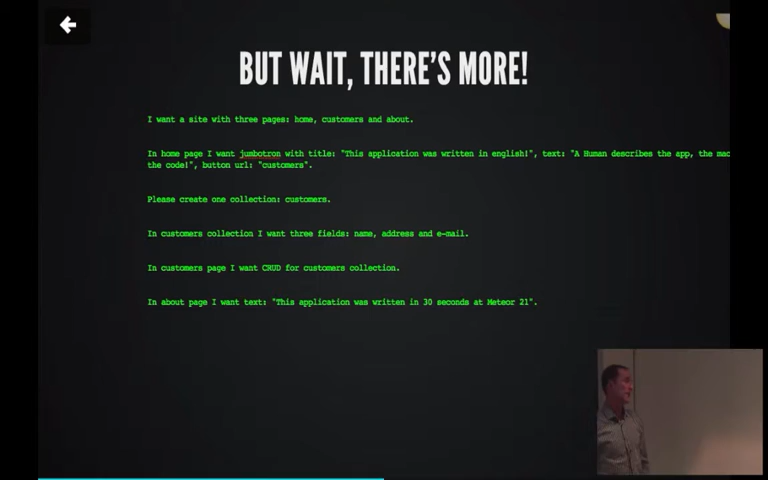 BUT WAIT, THERE'S MORE!
I want a site with three pages: home, customers and about.
In home page I want jumbotron with title: "This application was written in english!", text: "A Human describes the app, the
the code!", button url: "customers".
Please create one collection: customers.
In customers collection I want three fields: name, address and e-mail.
In customers page I want CRUD for customers collection.
In about page I want text: "This application was written in 30 seconds at Meteor 21".